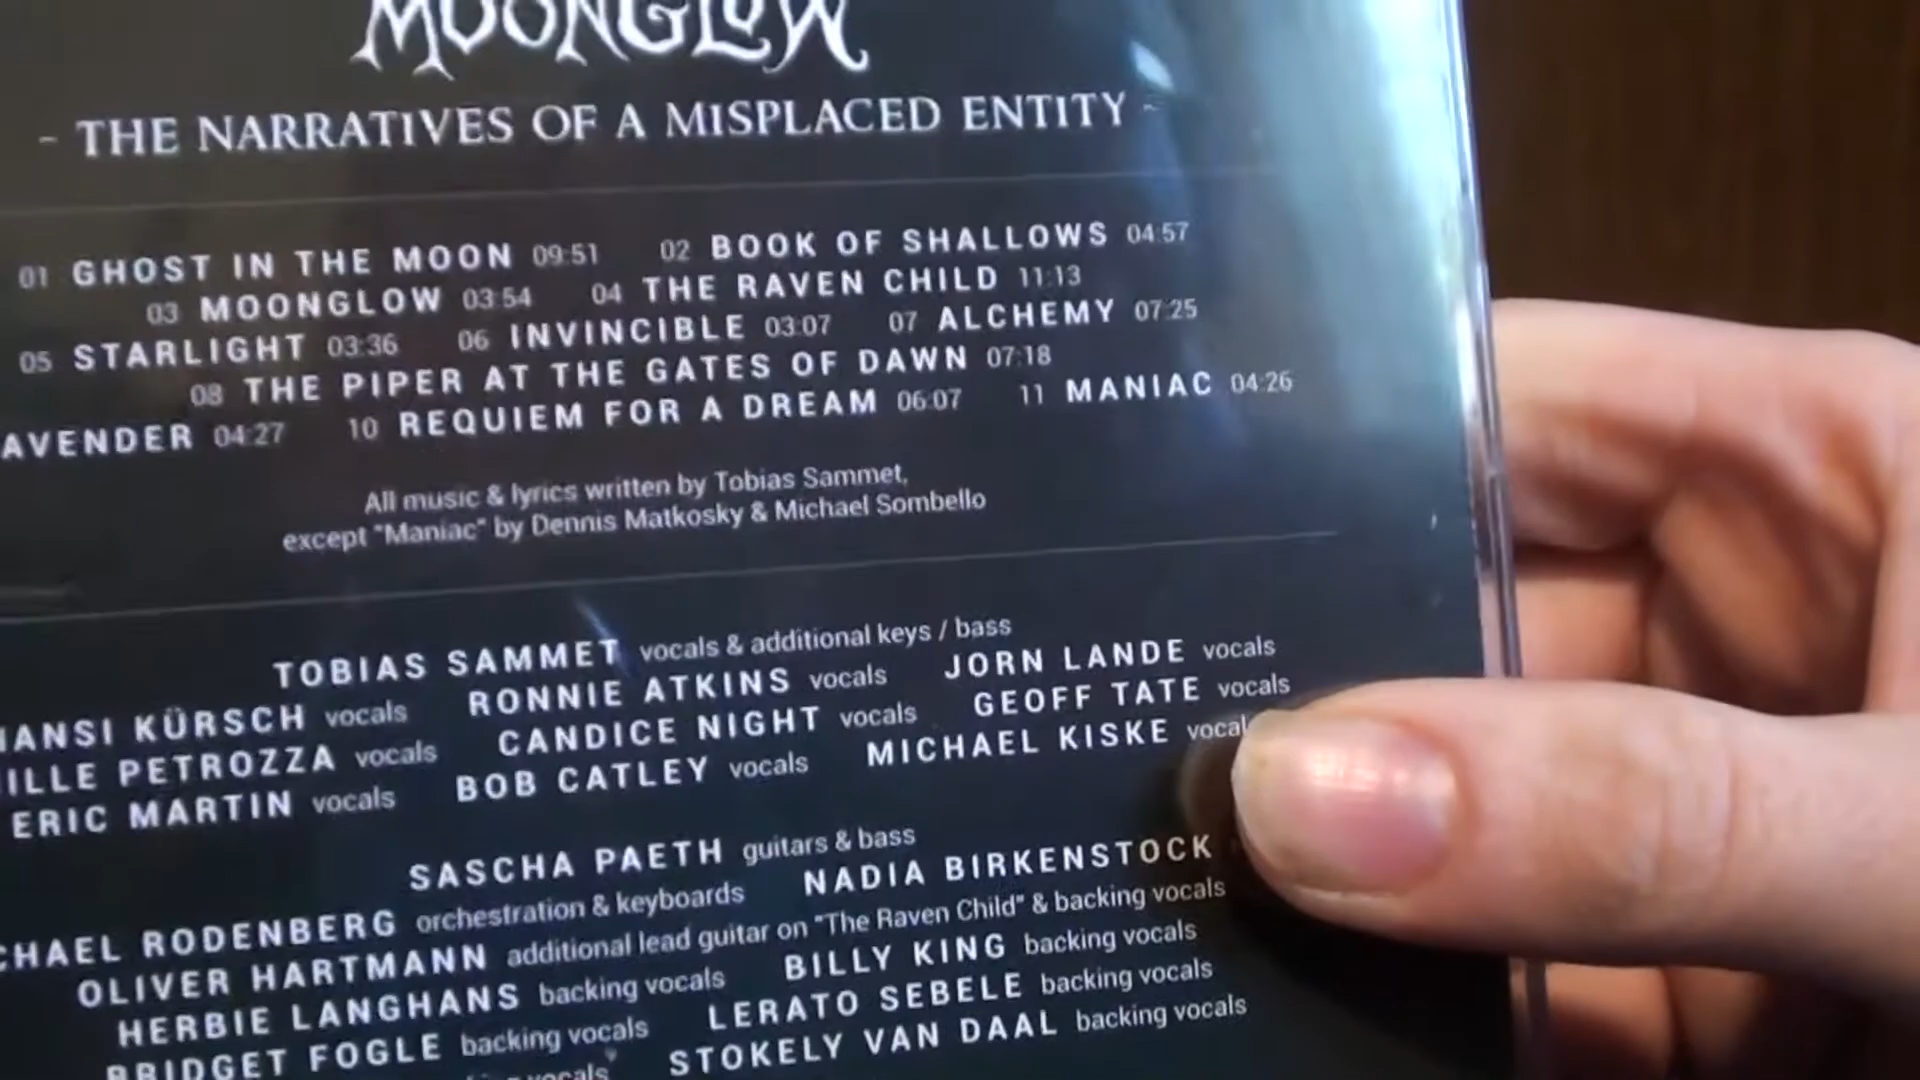 MOONGLOW
- THE NARRATIVES OF A MISPLACED ENTITY -
01 GHOST IN THE MOON 09:51 02 BOOK OF SHALLOWS 04:57
03 MOONGLOW 03:54 04 THE RAVEN CHILD 11:13
05 STARLIGHT 03:36 06 INVINCIBLE 03:07 07 ALCHEMY 07:25
08 THE PIPER AT THE GATES OF DAWN 07:18
AVENDER 04:27 10 REQUIEM FOR A DREAM 06:07 11 MANIAC 04:26
All music & lyrics written by Tobias Sammet,
except "Maniac" by Dennis Matkosky & Michael Sombello
TOBIAS SAMMET vocals & additional keys / bass
HANSI KÜRSCH vocals RONNIE ATKINS vocals JORN LANDE vocals
ILLE PETROZZA vocals CANDICE NIGHT vocals GEOFF TATE vocals
ERIC MARTIN vocals BOB CATLEY vocals MICHAEL KISKE vocal
SASCHA PAETH guitars & bass
CHAEL RODENBERG orchestration & keyboards NADIA BIRKENSTOCK
OLIVER HARTMANN additional lead guitar on "The Raven Child" & backing vocals
HERBIE LANGHANS backing vocals BILLY KING backing vocals
BRIDGET FOGLE backing vocals LERATO SEBELE backing vocals
vocals STOKELY VAN DAAL backing vocals